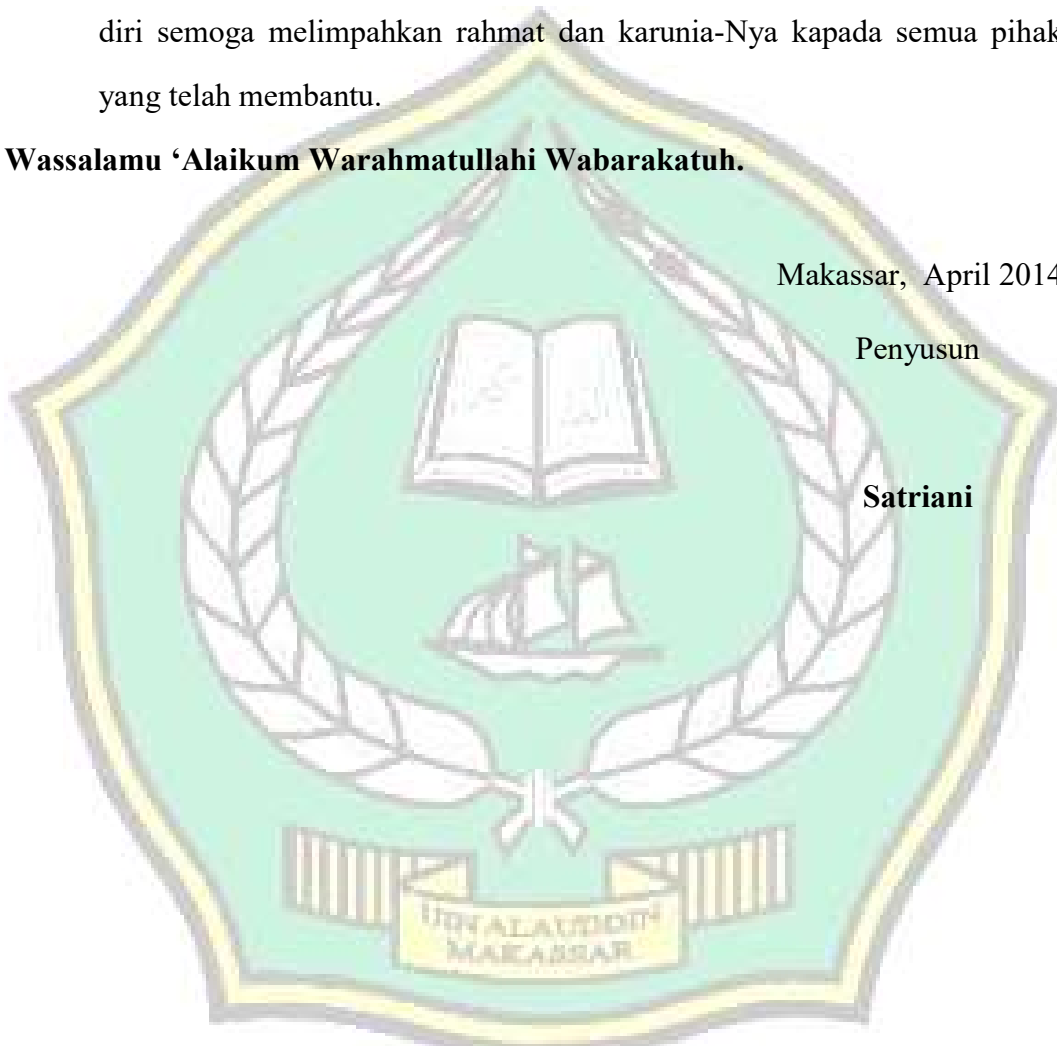 diri semoga melimpahkan rahmat dan karunia-Nya kapada semua pihak
yang telah membantu.
Wassalamu ‘Alaikum Warahmatullahi Wabarakatuh.
Makassar, April 2014
Penyusun
Satriani
UIN ALAUDDIN
MAKASSAR